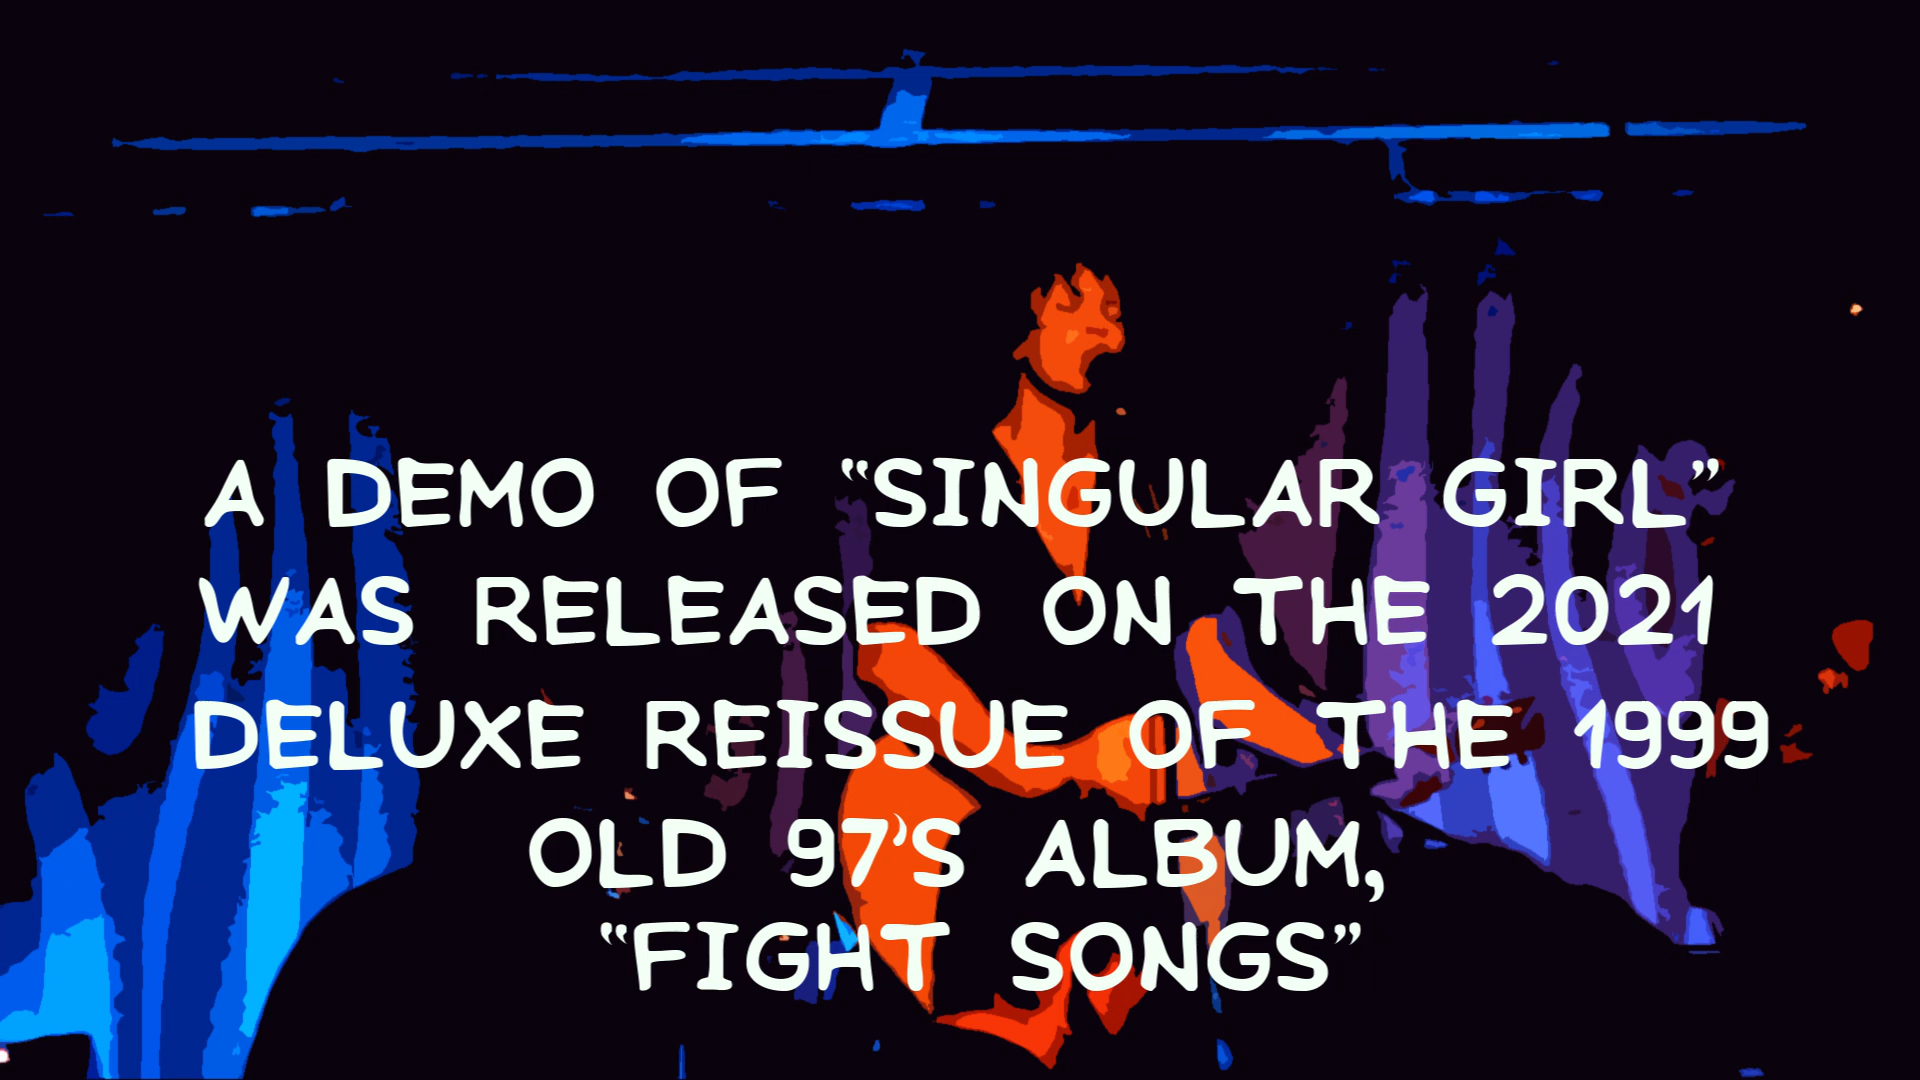 A DEMO OF “SINGULAR GIRL”
WAS RELEASED ON THE 2021
DELUXE REISSUE OF THE 1999
OLD 97’S ALBUM,
“FIGHT SONGS”